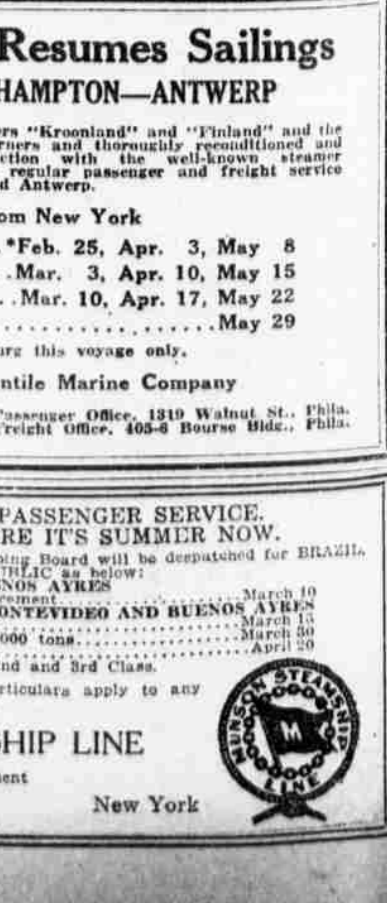 Resumes Sailings
HAMPTON—ANTWERP
rs "Kroonland" and "Finland" and the
rners and thoroughly reconditioned and
ction with the well-known steamer
regular passenger and freight service
d Antwerp.
om New York
*Feb. 25, Apr. 3, May 8
..Mar. 3, Apr. 10, May 15
..Mar. 10, Apr. 17, May 22
..................May 29
urg this voyage only.
ntile Marine Company
Passenger Office, 1319 Walnut St., Phila.
Freight Office, 405-6 Bourse Bldg., Phila.
PASSENGER SERVICE.
RE IT'S SUMMER NOW.
ping Board will be despatched for BRAZIL
UBLIC as below:
NOS AYRES
rement...................March 10
ONTEVIDEO AND BUENOS AYRES
.........................March 15
000 tons.................March 30
.........................April 20
nd and 3rd Class.
rticulars apply to any
HIP LINE
ment
New York
MUNSON STEAMSHIP
M
LINE